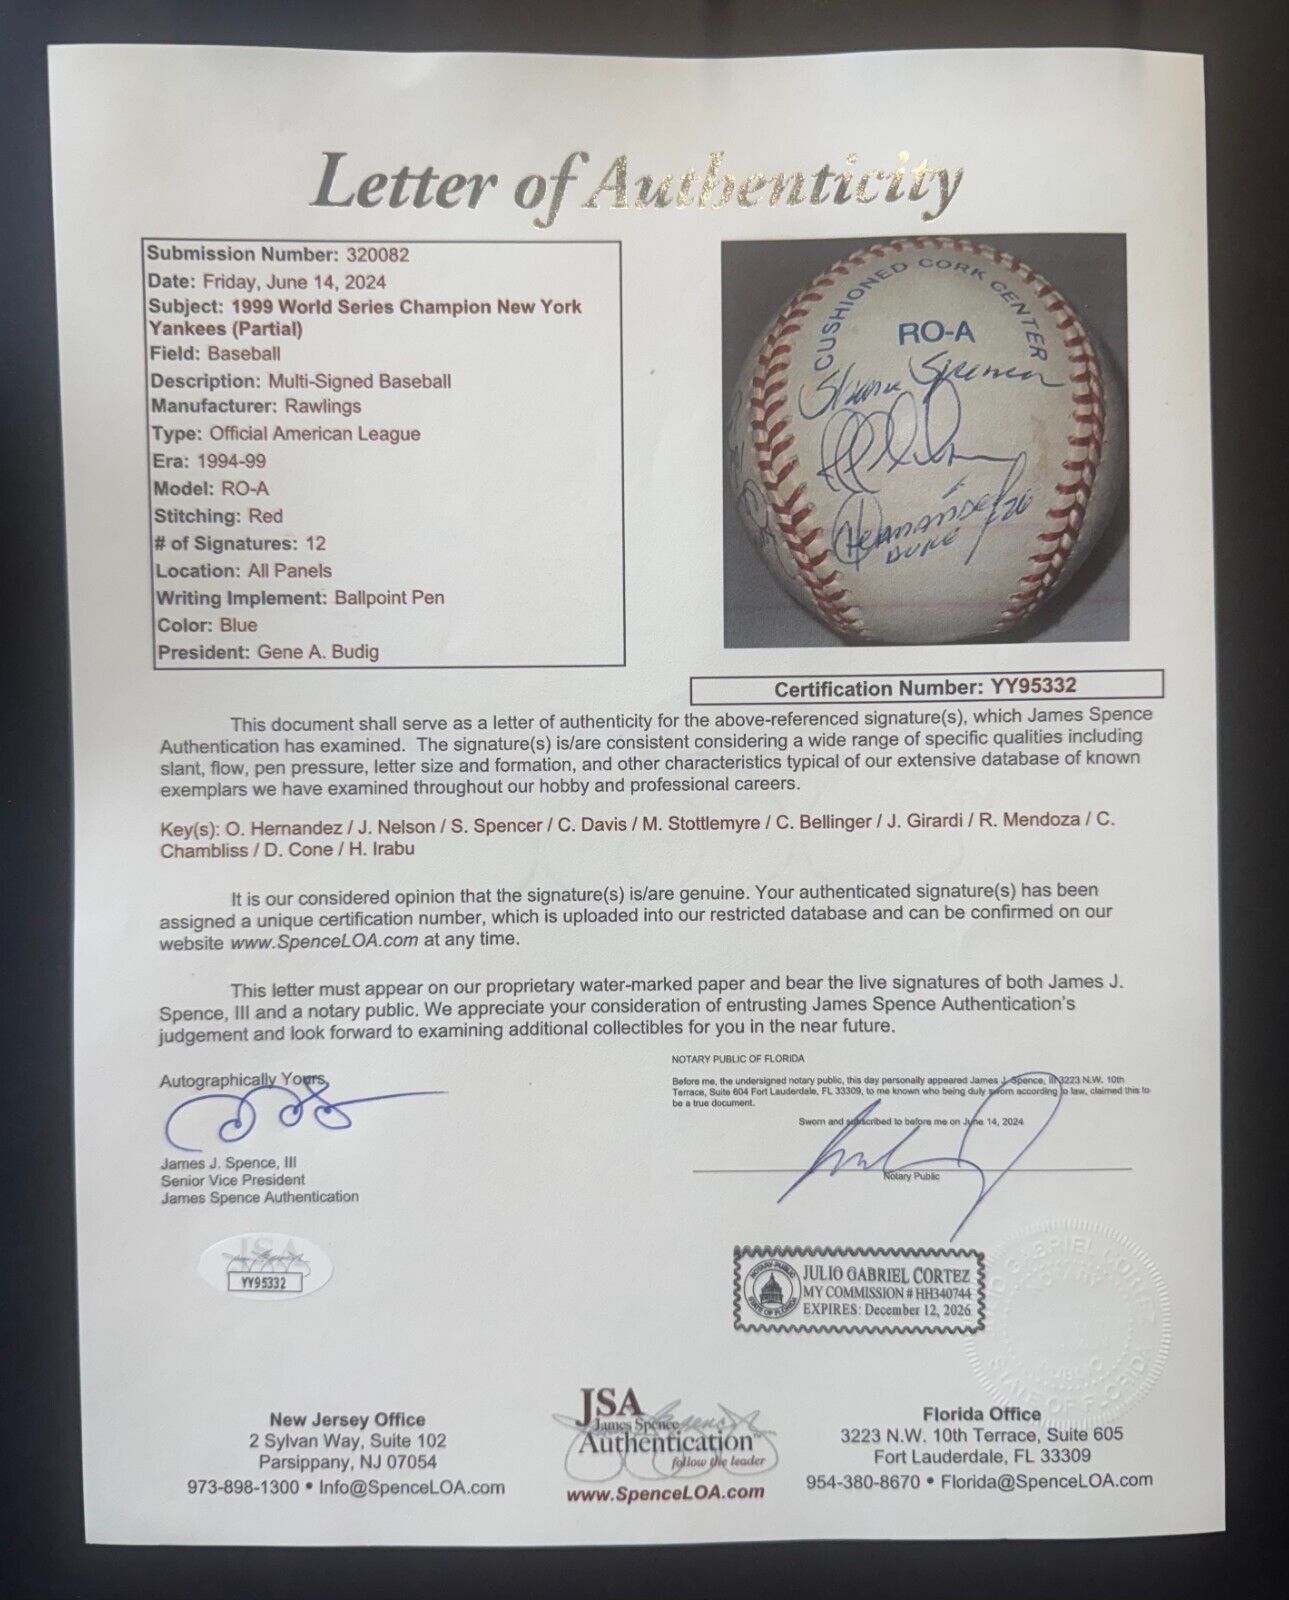 Letter of Authenticity
Submission Number: 320082
Date: Friday, June 14, 2024
Subject: 1999 World Series Champion New York
Yankees (Partial)
Field: Baseball
Description: Multi-Signed Baseball
Manufacturer: Rawlings
Type: Official American League
Era: 1994-99
Model: RO-A
Stitching: Red
# of Signatures: 12
Location: All Panels
Writing Implement: Ballpoint Pen
Color: Blue
President: Gene A. Budig
CUSHIONED CORK CENTER
RO-A
Shane Spencer
Hernández 26
DUKE
Certification Number: YY95332
This document shall serve as a letter of authenticity for the above-referenced signature(s), which James Spence
Authentication has examined. The signature(s) is/are consistent considering a wide range of specific qualities including
slant, flow, pen pressure, letter size and formation, and other characteristics typical of our extensive database of known
exemplars we have examined throughout our hobby and professional careers.
Key(s): O. Hernandez / J. Nelson / S. Spencer / C. Davis / M. Stottlemyre / C. Bellinger / J. Girardi / R. Mendoza / C.
Chambliss / D. Cone / H. Irabu
It is our considered opinion that the signature(s) is/are genuine. Your authenticated signature(s) has been
assigned a unique certification number, which is uploaded into our restricted database and can be confirmed on our
website www.SpenceLOA.com at any time.
This letter must appear on our proprietary water-marked paper and bear the live signatures of both James J.
Spence, III and a notary public. We appreciate your consideration of entrusting James Spence Authentication's
judgement and look forward to examining additional collectibles for you in the near future.
Autographically Yours,
James J. Spence, III
Senior Vice President
James Spence Authentication
NOTARY PUBLIC OF FLORIDA
Before me, the undersigned notary public, this day personally appeared James J. Spence, III 3223 N.W. 10th
Terrace, Suite 604 Fort Lauderdale, FL 33309, to me known who being duly sworn according to law, claimed this to
be a true document.
Sworn and subscribed to before me on June 14, 2024
Notary Public
JSA
YY95332
NOTARY PUBLIC
STATE OF FLORIDA
JULIO GABRIEL CORTEZ
MY COMMISSION # HH340744
EXPIRES: December 12, 2026
JULIO GABRIEL CORTEZ
STATE OF FLORIDA
New Jersey Office
2 Sylvan Way, Suite 102
Parsippany, NJ 07054
973-898-1300 • Info@SpenceLOA.com
JSA
James Spence
Authentication™
follow the leader
www.SpenceLOA.com
Florida Office
3223 N.W. 10th Terrace, Suite 605
Fort Lauderdale, FL 33309
954-380-8670 • Florida@SpenceLOA.com